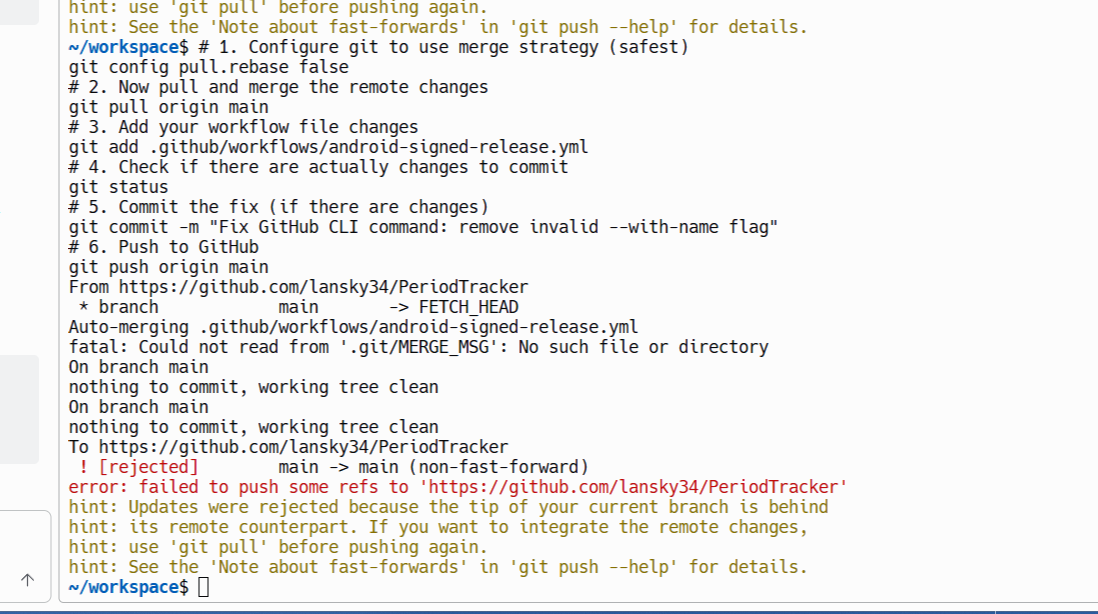 hint: use 'git pull' before pushing again.
hint: See the 'Note about fast-forwards' in 'git push --help' for details.
~/workspace$ # 1. Configure git to use merge strategy (safest)
git config pull.rebase false
# 2. Now pull and merge the remote changes
git pull origin main
# 3. Add your workflow file changes
git add .github/workflows/android-signed-release.yml
# 4. Check if there are actually changes to commit
git status
# 5. Commit the fix (if there are changes)
git commit -m "Fix GitHub CLI command: remove invalid --with-name flag"
# 6. Push to GitHub
git push origin main
From https://github.com/lansky34/PeriodTracker
 * branch            main       -> FETCH_HEAD
Auto-merging .github/workflows/android-signed-release.yml
fatal: Could not read from '.git/MERGE_MSG': No such file or directory
On branch main
nothing to commit, working tree clean
On branch main
nothing to commit, working tree clean
To https://github.com/lansky34/PeriodTracker
 ! [rejected]        main -> main (non-fast-forward)
error: failed to push some refs to 'https://github.com/lansky34/PeriodTracker'
hint: Updates were rejected because the tip of your current branch is behind
hint: its remote counterpart. If you want to integrate the remote changes,
hint: use 'git pull' before pushing again.
hint: See the 'Note about fast-forwards' in 'git push --help' for details.
~/workspace$